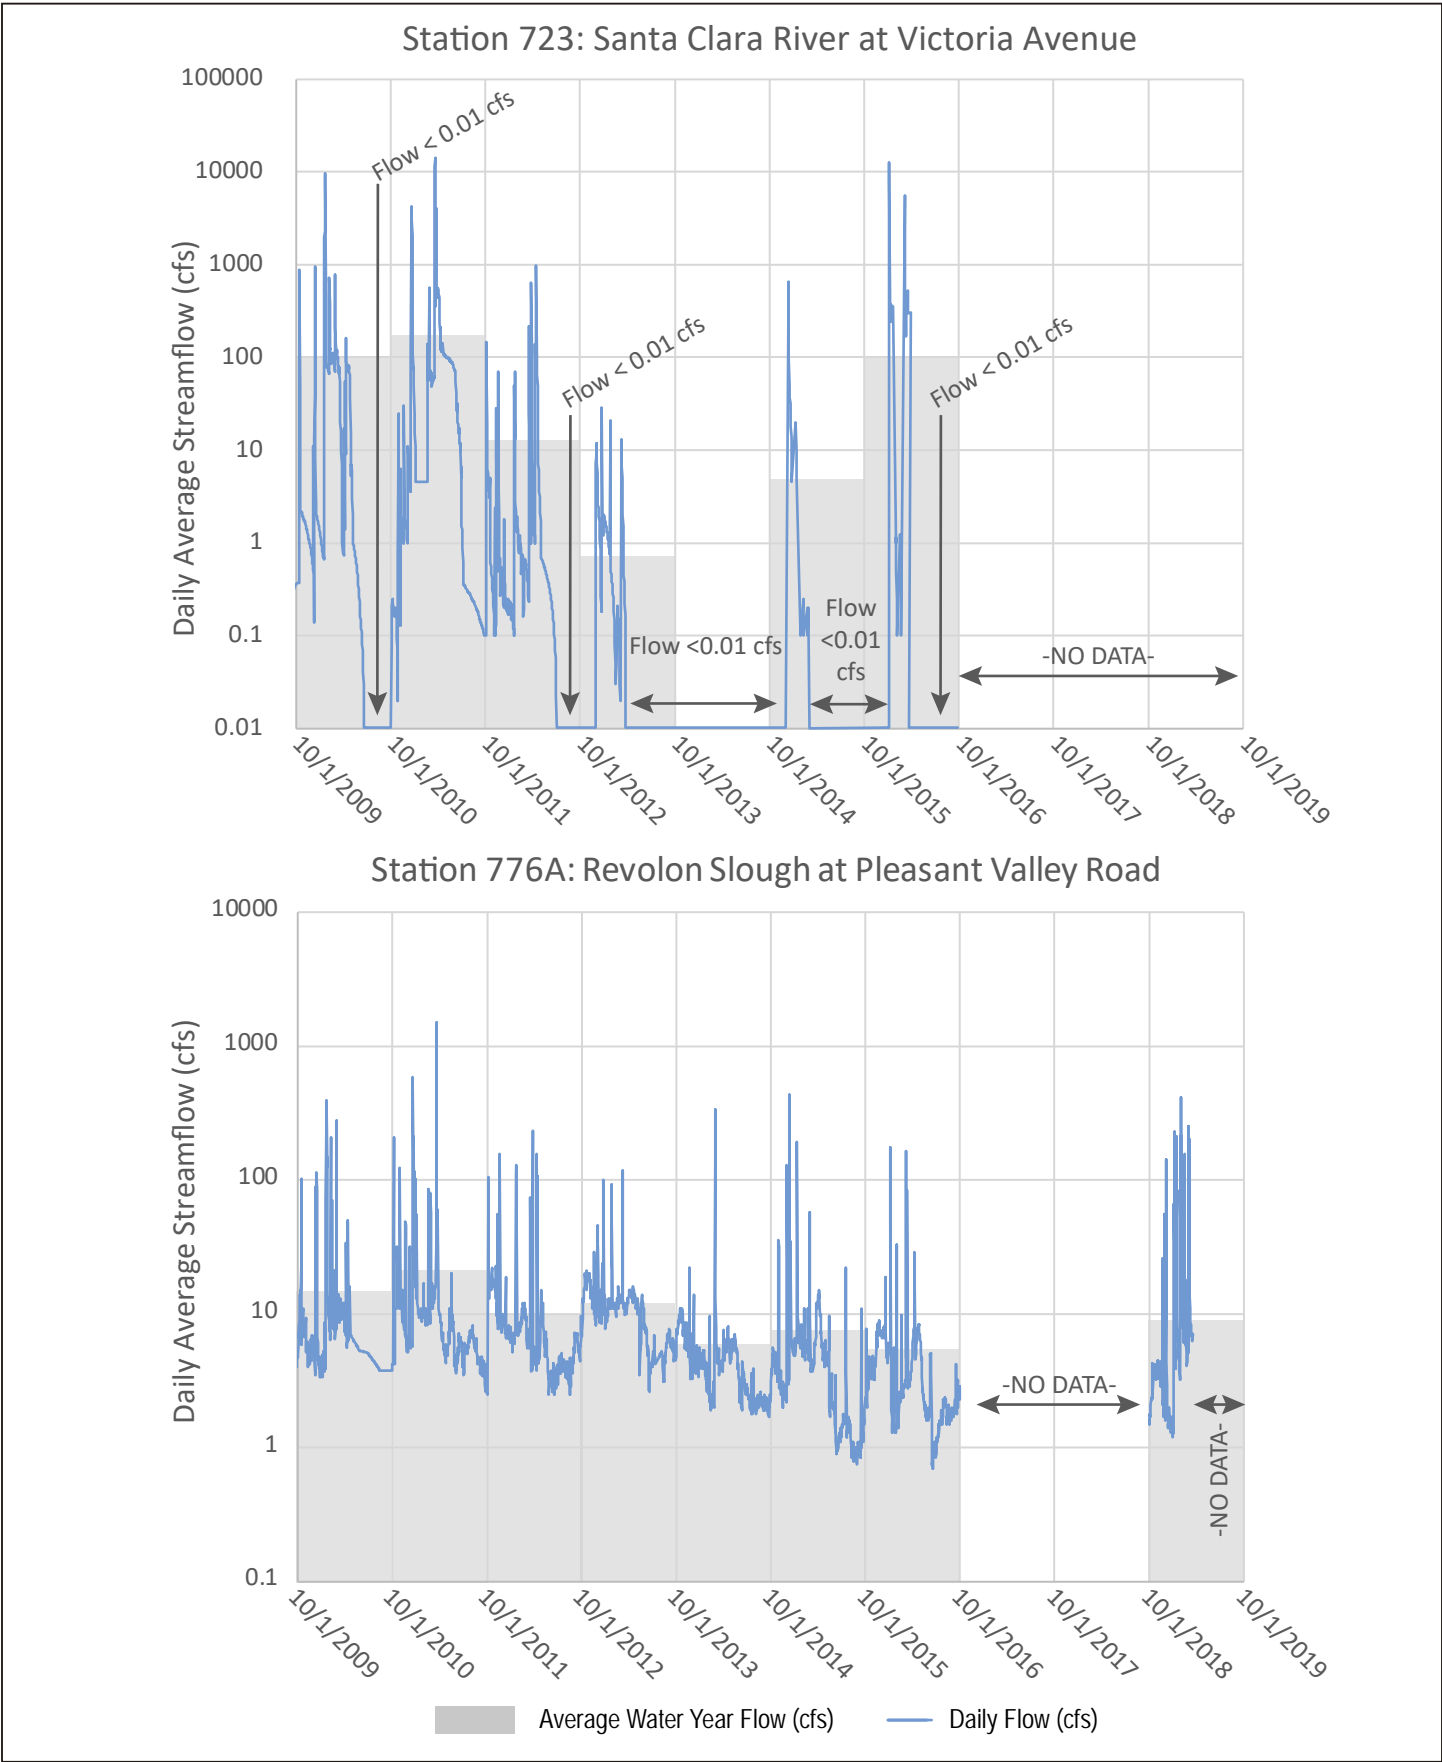 Station 723: Santa Clara River at Victoria Avenue
Daily Average Streamflow (cfs)
100000
10000
1000
100
10
1
0.1
0.01
Flow < 0.01 cfs
Flow < 0.01 cfs
Flow < 0.01 cfs
Flow <0.01 cfs
Flow
<0.01
cfs
-NO DATA-
10/1/2009
10/1/2010
10/1/2011
10/1/2012
10/1/2013
10/1/2014
10/1/2015
10/1/2016
10/1/2017
10/1/2018
10/1/2019
Station 776A: Revolon Slough at Pleasant Valley Road
Daily Average Streamflow (cfs)
10000
1000
100
10
1
0.1
-NO DATA-
-NO DATA-
10/1/2009
10/1/2010
10/1/2011
10/1/2012
10/1/2013
10/1/2014
10/1/2015
10/1/2016
10/1/2017
10/1/2018
10/1/2019
Average Water Year Flow (cfs)
Daily Flow (cfs)